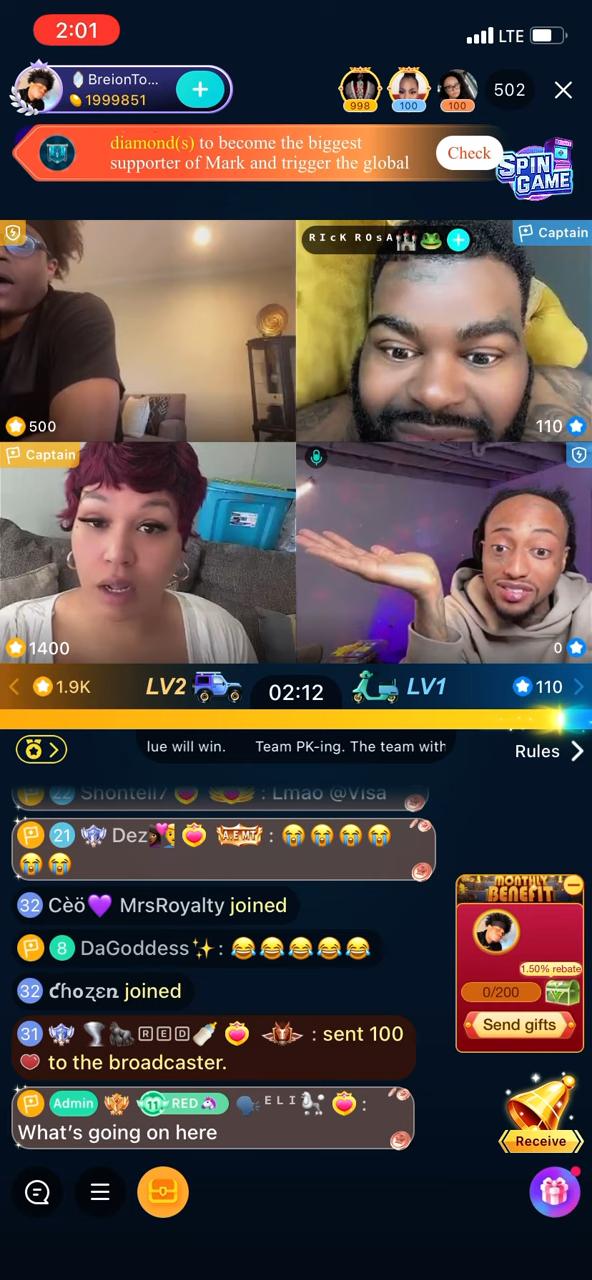 2:01
LTE
BreionTo...
1999851
998
100
100
502
diamond(s) to become the biggest
supporter of Mark and trigger the global
Check
SPIN
GAME
RIcK ROsA
Captain
500
110
Captain
1400
0
1.9K
LV2
02:12
LV1
110
lue will win. Team PK-ing. The team with
Rules
22 Shontell7 : Lmao @Visa
21 Dez A.E.M.T :
32 Cèö MrsRoyalty joined
8 DaGoddess :
32 ƈhozεn joined
31 RED : sent 100
to the broadcaster.
Admin m RED ELI :
What's going on here
MONTHLY
BENEFIT
1.50% rebate
0/200
Send gifts
Receive